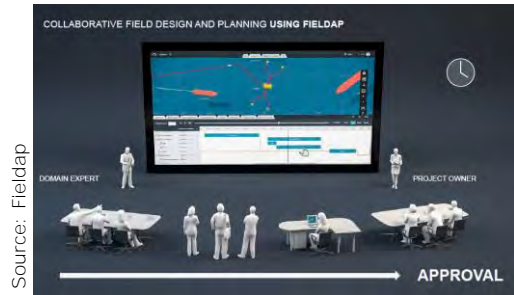 COLLABORATIVE FIELD DESIGN AND PLANNING USING FIELDAP
DOMAIN EXPERT
PROJECT OWNER
APPROVAL
Source: Fieldap